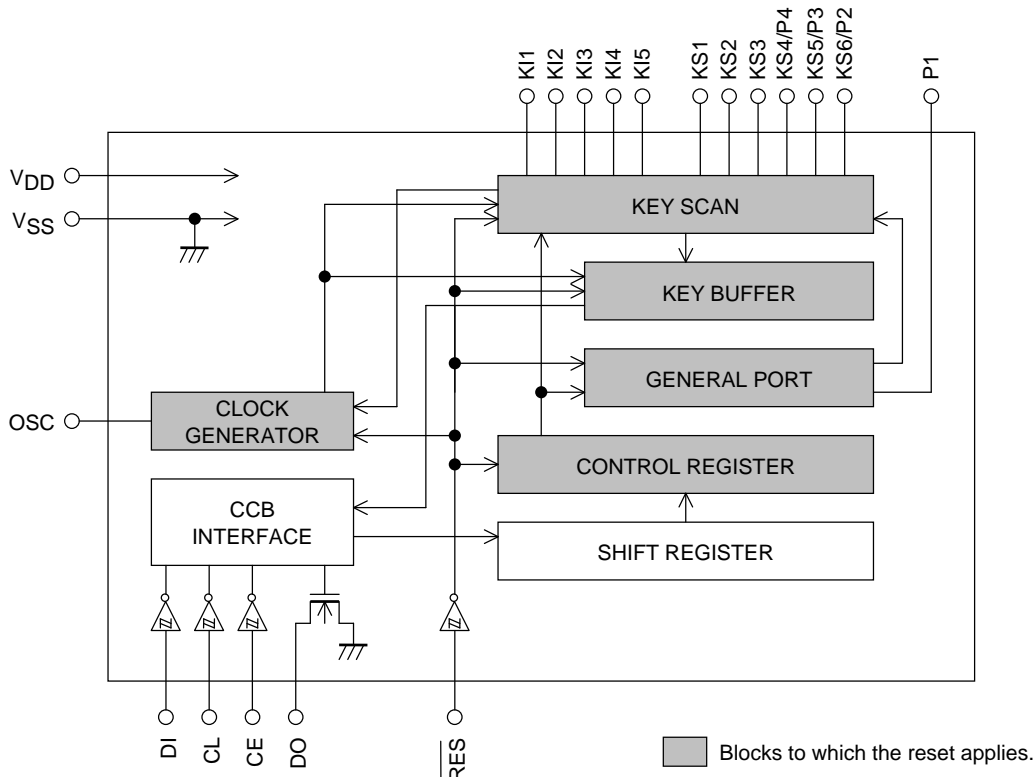 KI1
KI2
KI3
KI4
KI5
KS1
KS2
KS3
KS4/P4
KS5/P3
KS6/P2
P1
VDD
VSS
KEY SCAN
KEY BUFFER
GENERAL PORT
OSC
CLOCK
GENERATOR
CONTROL REGISTER
CCB
INTERFACE
SHIFT REGISTER
DI
CL
CE
DO
RES
Blocks to which the reset applies.